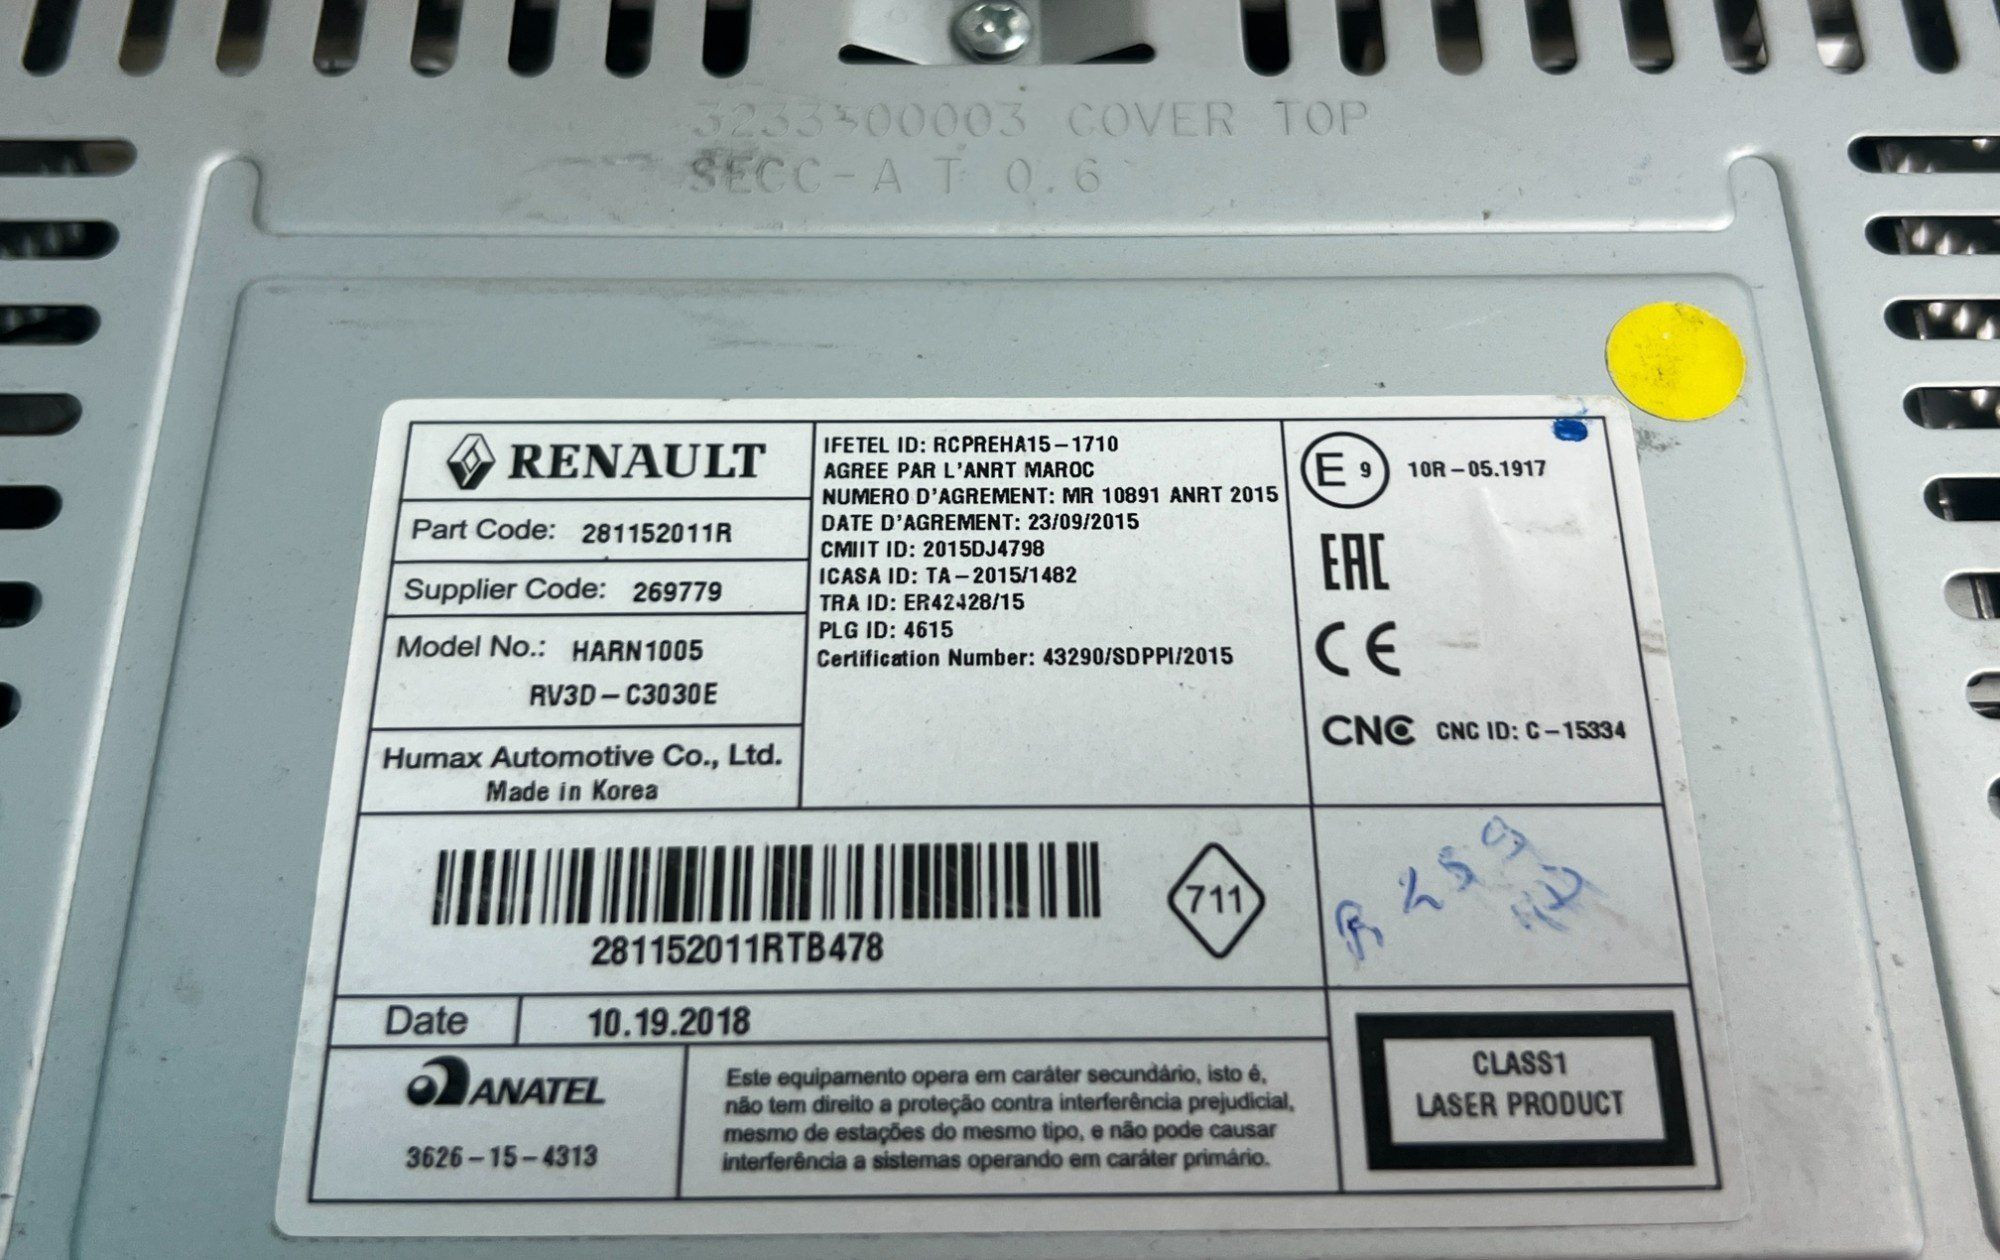 3233500003 COVER TOP
SECC-A T 0.6
RENAULT
Part Code: 281152011R
Supplier Code: 269779
Model No.: HARN1005
RV3D-C3030E
Humax Automotive Co., Ltd.
Made in Korea
IFETEL ID: RCPREHA15-1710
AGREE PAR L'ANRT MAROC
NUMERO D'AGREMENT: MR 10891 ANRT 2015
DATE D'AGREMENT: 23/09/2015
CMIIT ID: 2015DJ4798
ICASA ID: TA-2015/1482
TRA ID: ER42428/15
PLG ID: 4615
Certification Number: 43290/SDPPI/2015
E 9 10R-05.1917
EAC
CE
CNC CNC ID: C-15334
281152011RTB478
711
Date 10.19.2018
ANATEL
3626-15-4313
Este equipamento opera em caráter secundário, isto é,
não tem direito a proteção contra interferência prejudicial,
mesmo de estações do mesmo tipo, e não pode causar
interferência a sistemas operando em caráter primário.
CLASS1
LASER PRODUCT